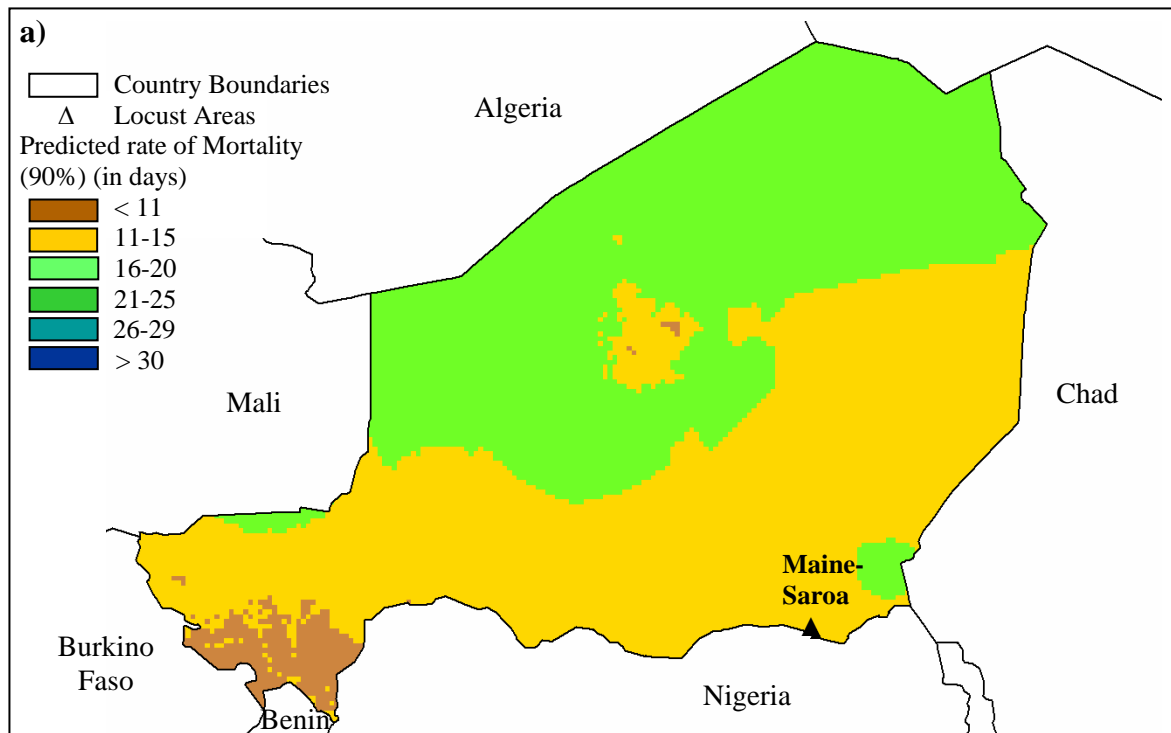 a)
Country Boundaries
Δ Locust Areas
Predicted rate of Mortality
(90%) (in days)
< 11
11-15
16-20
21-25
26-29
> 30
Algeria
Mali
Chad
Maine-
Saroa
Burkino
Faso
Benin
Nigeria